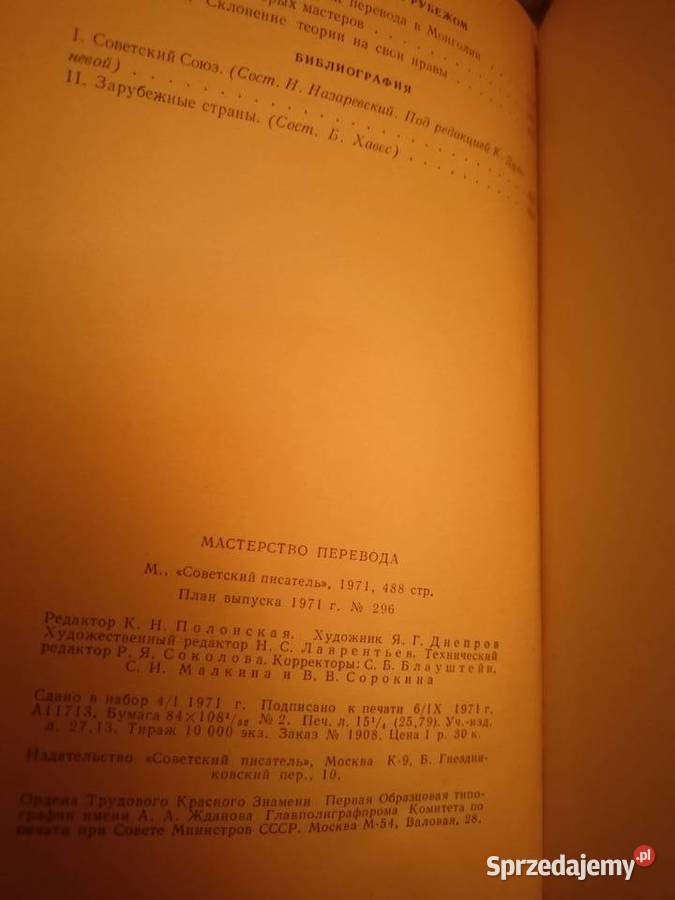 РУБЕЖОМ
перевода в Монголии
мастеров
Склонение теории на свои нравы
БИБЛИОГРАФИЯ
I. Советский Союз. (Сост. Н. Назаревский. Под редакцией К.
невой)
II. Зарубежные страны. (Сост. Б. Хавес)
МАСТЕРСТВО ПЕРЕВОДА
М., «Советский писатель», 1971, 488 стр.
План выпуска 1971 г. № 296
Редактор К. Н. Полонская. Художник Я. Г. Днепров
Художественный редактор Н. С. Лаврентьев. Технический
редактор Р. Я. Соколова. Корректоры: С. Б. Блауштейн,
С. И. Малкина и В. В. Сорокина
Сдано в набор 4/I 1971 г. Подписано к печати 6/IX 1971 г.
А11713. Бумага 84×108¹/₃₂ № 2. Печ. л. 15¹/₄ (25,79). Уч.-изд.
л. 27,13. Тираж 10 000 экз. Заказ № 1908. Цена 1 р. 30 к.
Издательство «Советский писатель», Москва К-9, Б. Гнездни-
ковский пер., 10.
Ордена Трудового Красного Знамени Первая Образцовая типо-
графия имени А. А. Жданова Главполиграфпрома Комитета по
печати при Совете Министров СССР. Москва М-54, Валовая, 28.
Sprzedajemy.pl